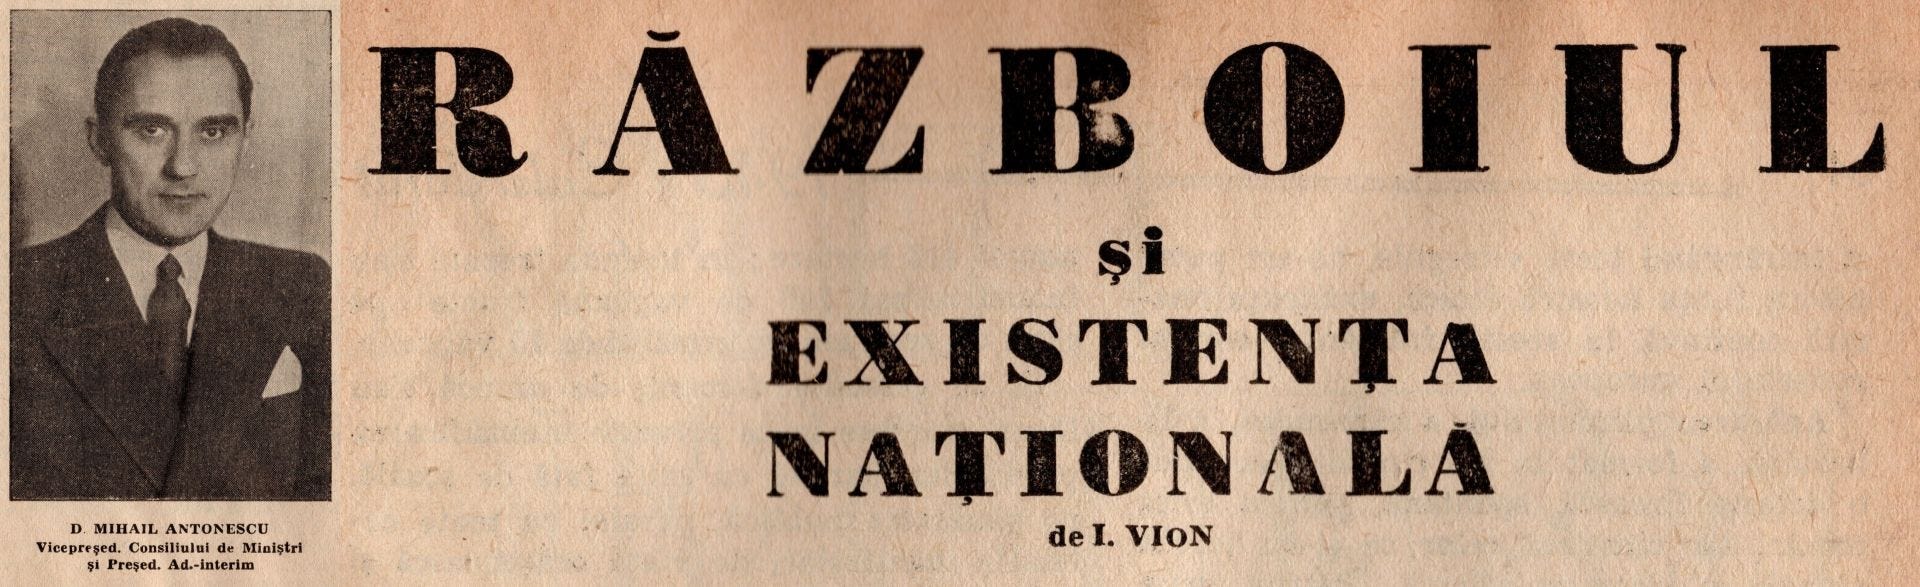 D. MIHAIL ANTONESCU
Vicepreșed. Consiliului de Miniștri
și Președ. Ad.-interim
RĂZBOIUL
și
EXISTENȚA
NAȚIONALĂ
de I. VION